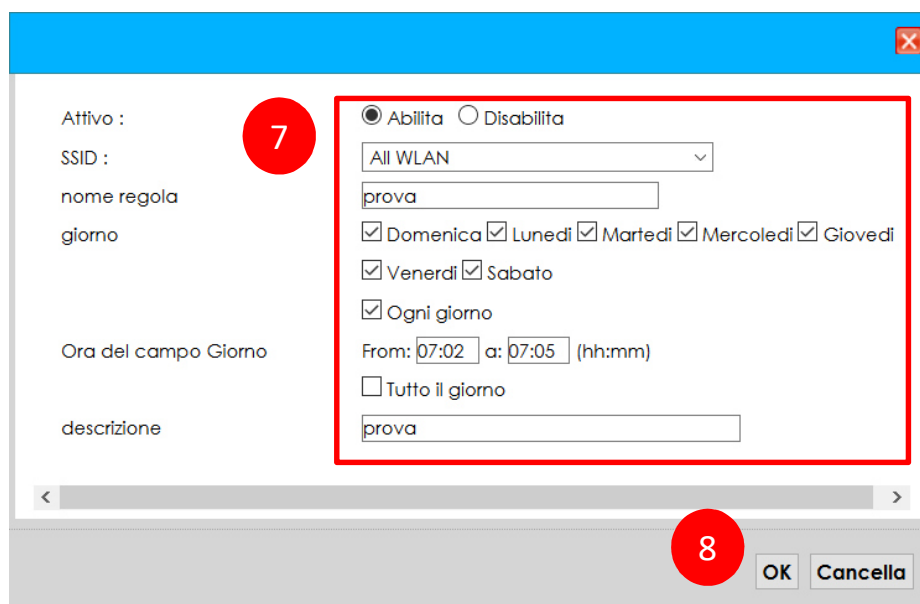 Attivo : Abilita Disabilita
7
SSID : All WLAN
nome regola prova
giorno Domenica Lunedi Martedi Mercoledi Giovedi
Venerdi Sabato
Ogni giorno
Ora del campo Giorno From: 07:02 a: 07:05 (hh:mm)
Tutto il giorno
descrizione prova
8
OK Cancella